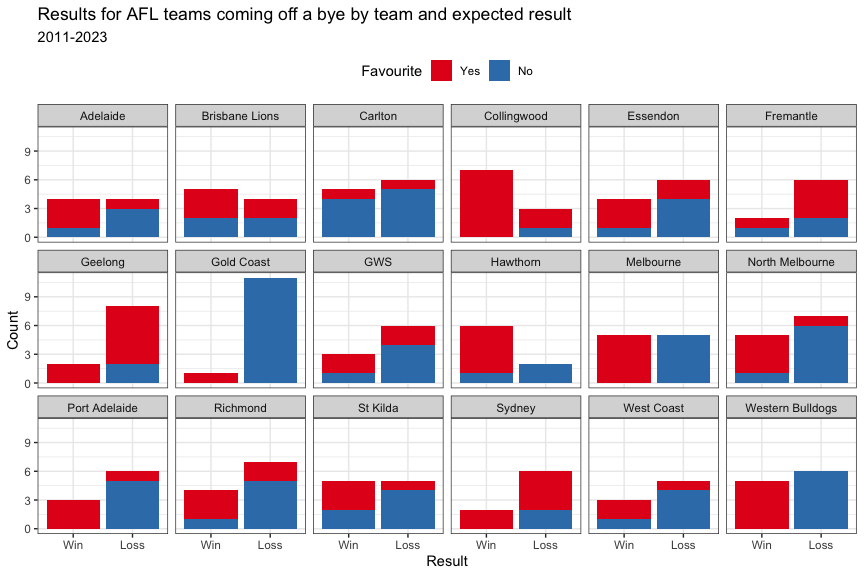 Results for AFL teams coming off a bye by team and expected result
2011-2023
Favourite Yes No
Adelaide Brisbane Lions Carlton Collingwood Essendon Fremantle
9
6
3
0
Geelong Gold Coast GWS Hawthorn Melbourne North Melbourne
9
6
3
0
Count
Port Adelaide Richmond St Kilda Sydney West Coast Western Bulldogs
9
6
3
0
Win Loss Win Loss Win Loss Win Loss Win Loss Win Loss
Result